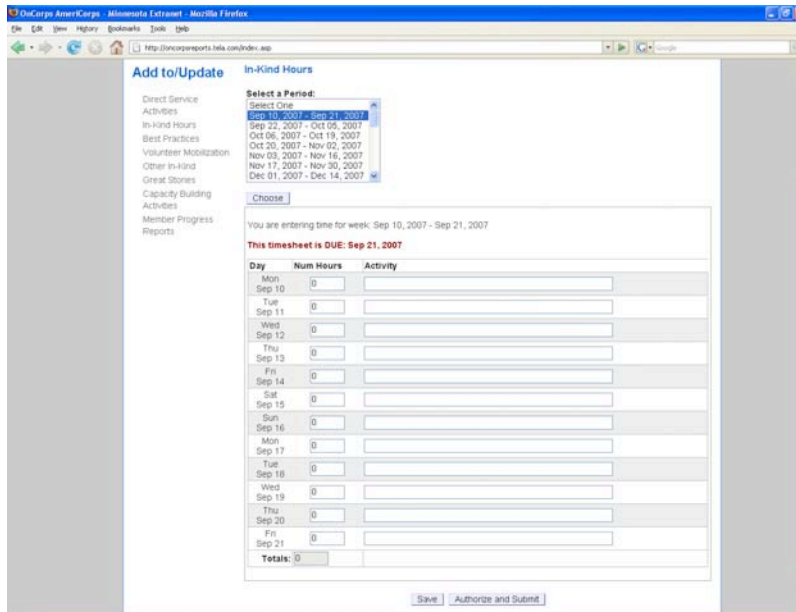 OnCorps AmeriCorps - Minnesota Extranet - Mozilla Firefox
File Edit View History Bookmarks Tools Help
http://oncorpsreports.tela.com/index.asp
Google
Add to/Update
Direct Service
Activities
In-Kind Hours
Best Practices
Volunteer Mobilization
Other In-Kind
Great Stories
Capacity Building
Activities
Member Progress
Reports
In-Kind Hours
Select a Period:
Select One
Sep 10, 2007 - Sep 21, 2007
Sep 22, 2007 - Oct 05, 2007
Oct 06, 2007 - Oct 19, 2007
Oct 20, 2007 - Nov 02, 2007
Nov 03, 2007 - Nov 16, 2007
Nov 17, 2007 - Nov 30, 2007
Dec 01, 2007 - Dec 14, 2007
Choose
You are entering time for week: Sep 10, 2007 - Sep 21, 2007
This timesheet is DUE: Sep 21, 2007
Day Num Hours Activity
Mon
Sep 10 0
Tue
Sep 11 0
Wed
Sep 12 0
Thu
Sep 13 0
Fri
Sep 14 0
Sat
Sep 15 0
Sun
Sep 16 0
Mon
Sep 17 0
Tue
Sep 18 0
Wed
Sep 19 0
Thu
Sep 20 0
Fri
Sep 21 0
Totals: 0
Save Authorize and Submit